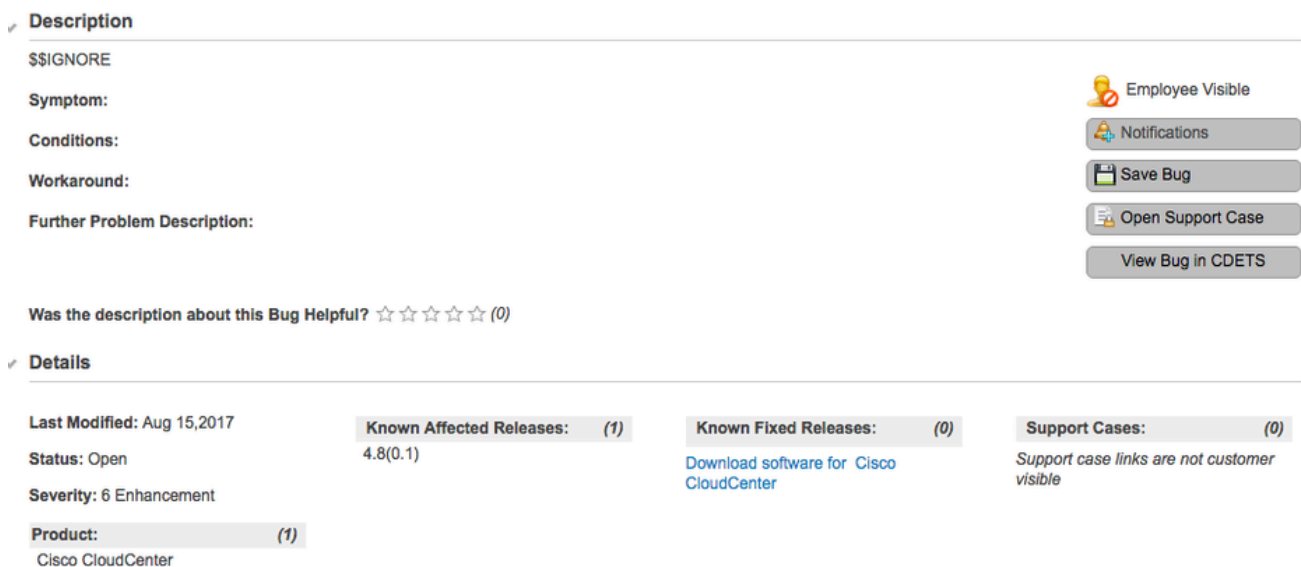 Description
$$IGNORE
Symptom:
Conditions:
Workaround:
Further Problem Description:
Employee Visible
Notifications
Save Bug
Open Support Case
View Bug in CDETS
Was the description about this Bug Helpful? (0)
Details
Last Modified: Aug 15,2017
Status: Open
Severity: 6 Enhancement
Product: (1)
Cisco CloudCenter
Known Affected Releases: (1)
4.8(0.1)
Known Fixed Releases: (0)
Download software for Cisco
CloudCenter
Support Cases: (0)
Support case links are not customer
visible